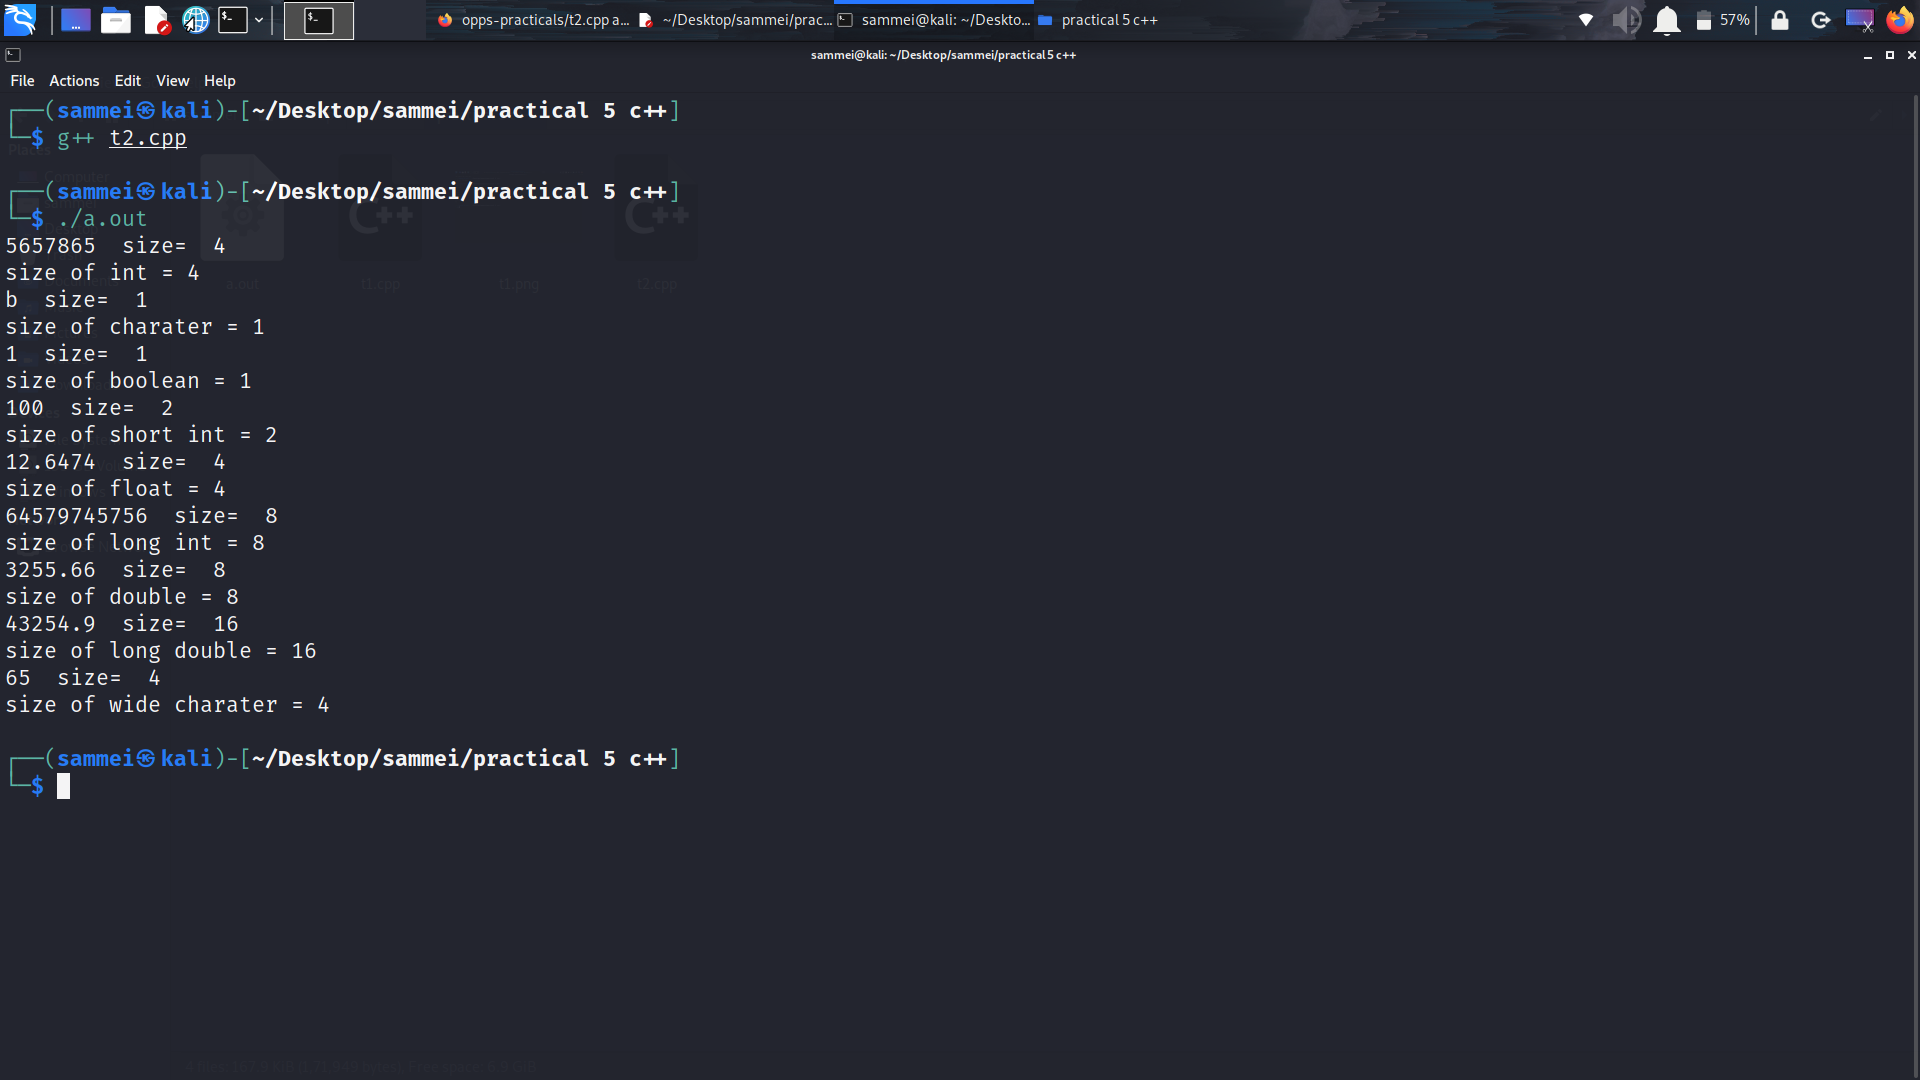 opps-practicals/t2.cpp a... ~/Desktop/sammei/prac... sammei@kali: ~/Deskto... practical 5 c++ 57%
sammei@kali: ~/Desktop/sammei/practical 5 c++
File Actions Edit View Help
┌──(sammei㉿kali)-[~/Desktop/sammei/practical 5 c++]
└─$ g++ t2.cpp
┌──(sammei㉿kali)-[~/Desktop/sammei/practical 5 c++]
└─$ ./a.out
5657865  size=  4
size of int = 4
b  size=  1
size of charater = 1
1  size=  1
size of boolean = 1
100  size=  2
size of short int = 2
12.6474  size=  4
size of float = 4
64579745756  size=  8
size of long int = 8
3255.66  size=  8
size of double = 8
43254.9  size=  16
size of long double = 16
65  size=  4
size of wide charater = 4
┌──(sammei㉿kali)-[~/Desktop/sammei/practical 5 c++]
└─$